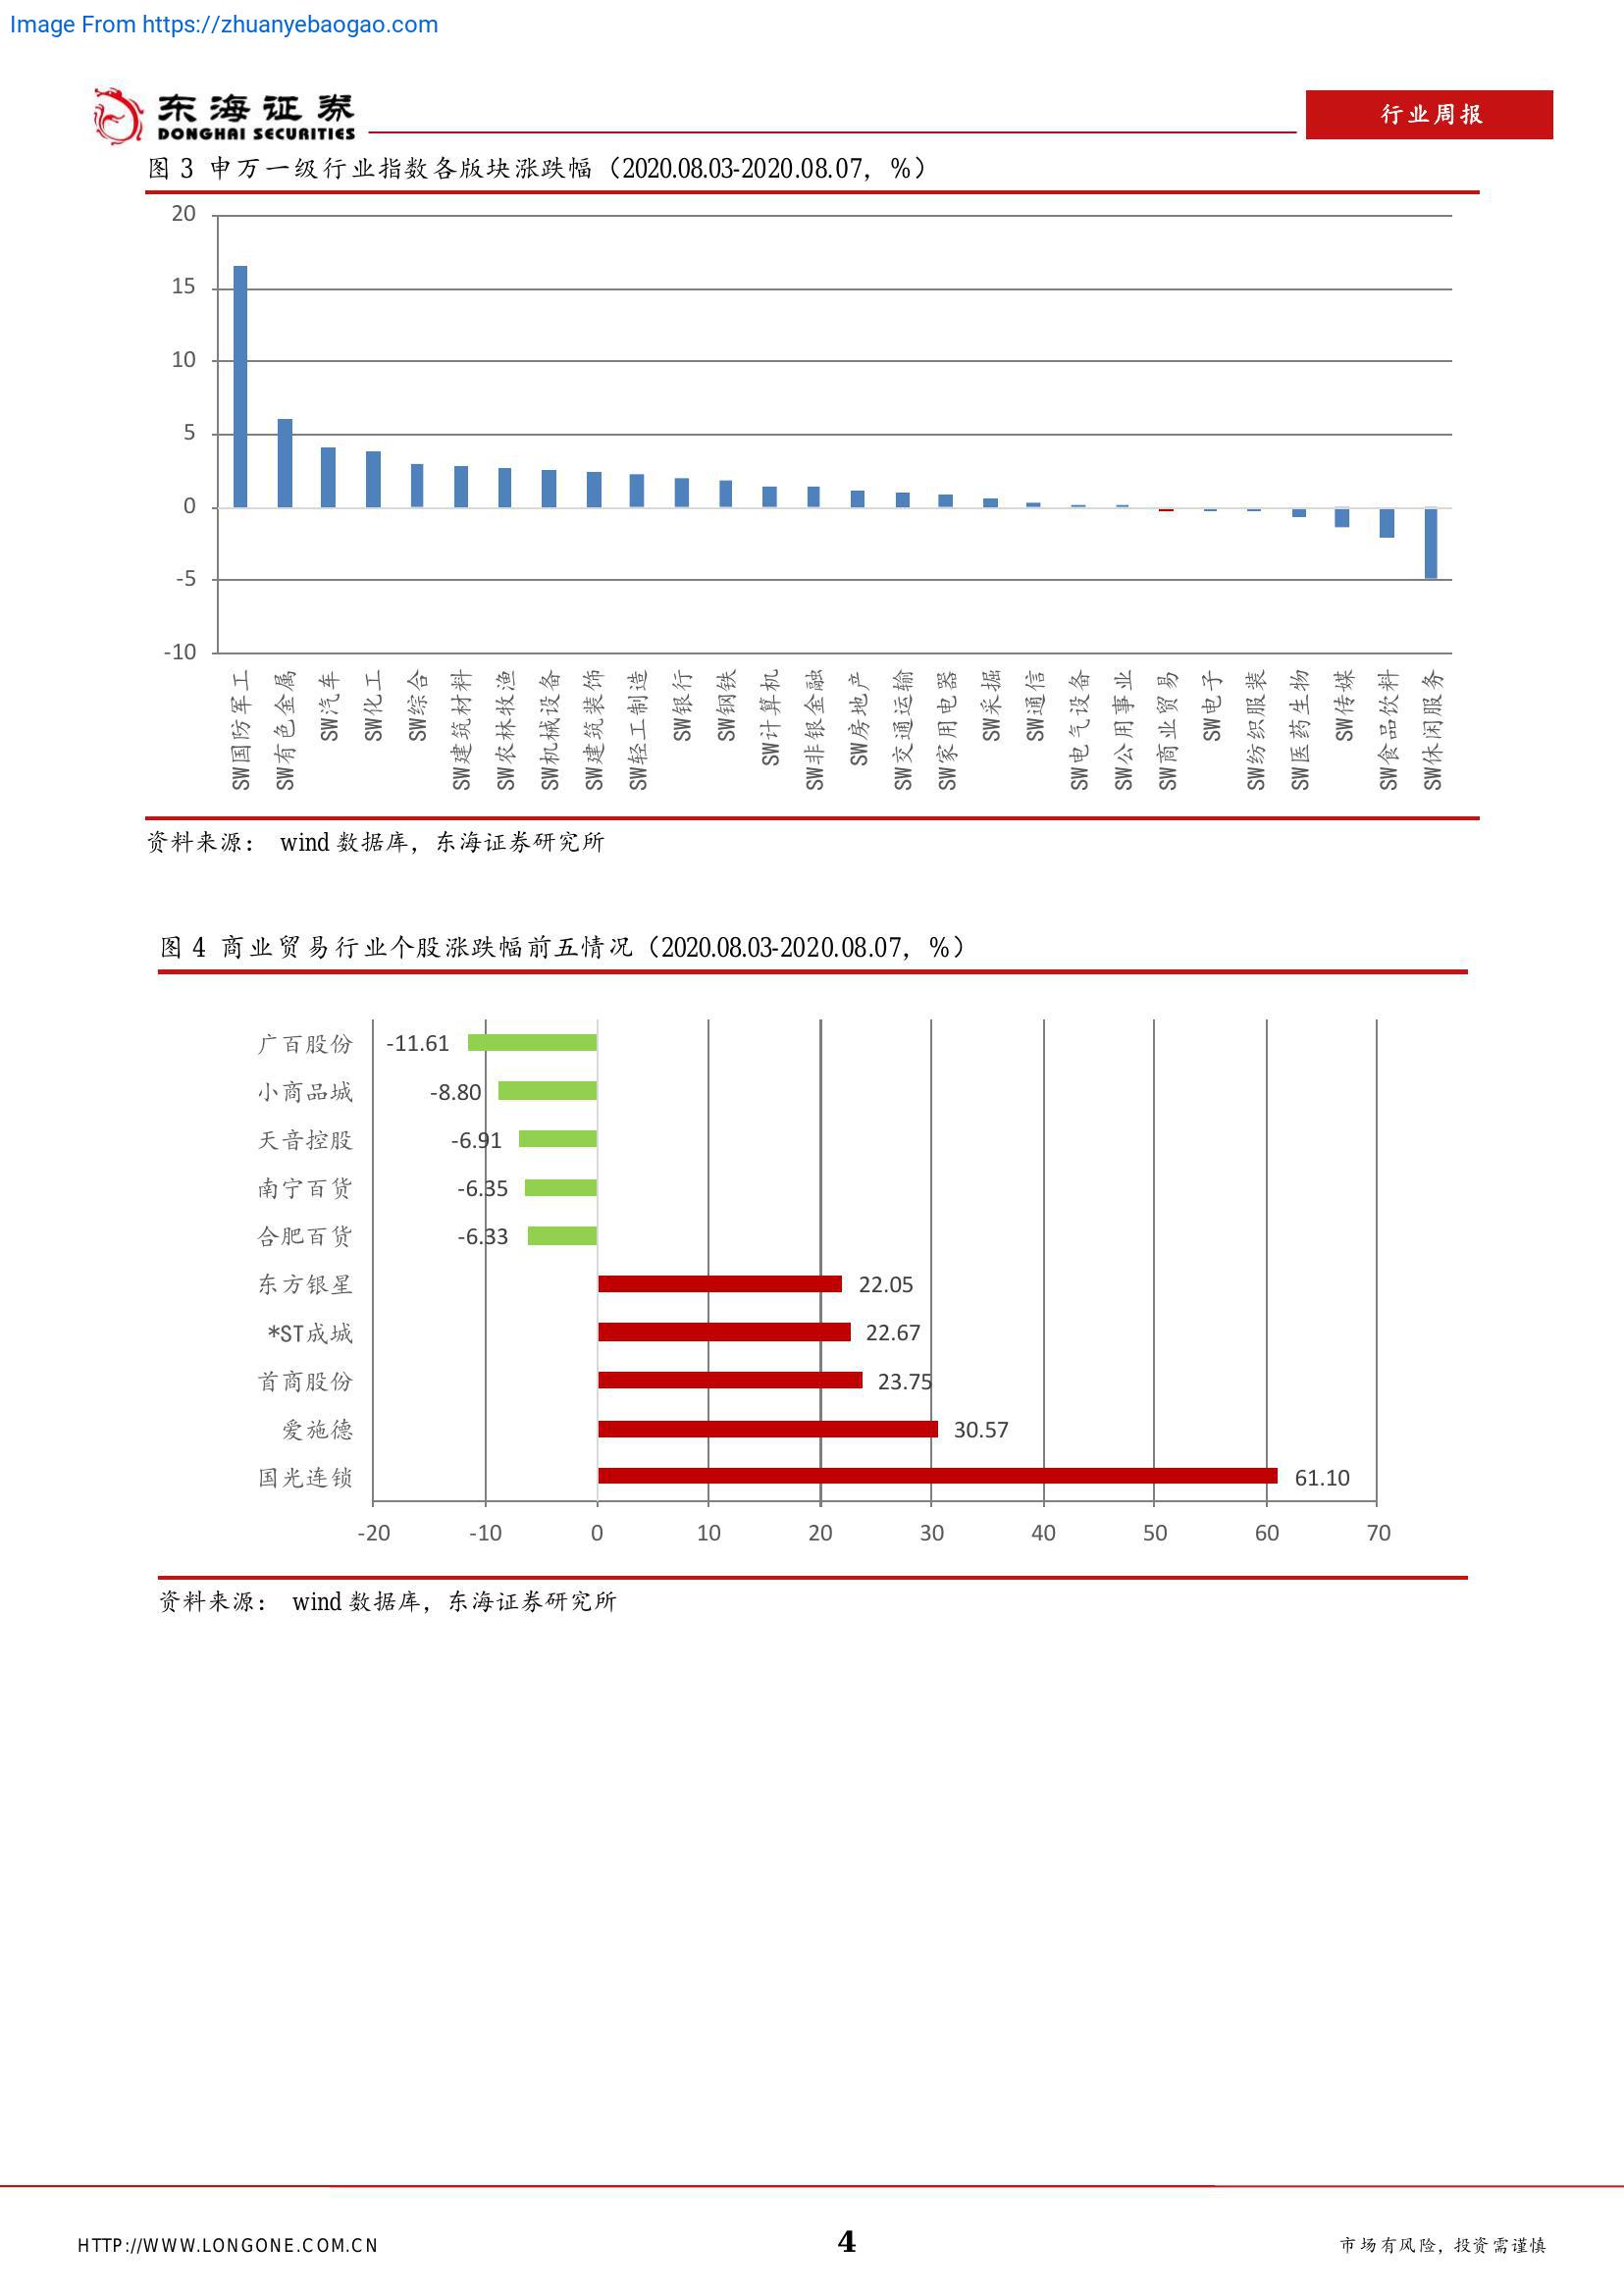 Image From https://zhuanyebaogao.com
东海证券
DONGHAI SECURITIES
行业周报
图 3 申万一级行业指数各版块涨跌幅（2020.08.03-2020.08.07，%）
20
15
10
5
0
-5
-10
SW国防军工
SW有色金属
SW汽车
SW化工
SW综合
SW建筑材料
SW农林牧渔
SW机械设备
SW建筑装饰
SW轻工制造
SW银行
SW钢铁
SW计算机
SW非银金融
SW房地产
SW交通运输
SW家用电器
SW采掘
SW通信
SW电气设备
SW公用事业
SW商业贸易
SW电子
SW纺织服装
SW医药生物
SW传媒
SW食品饮料
SW休闲服务
资料来源： wind 数据库，东海证券研究所
图 4 商业贸易行业个股涨跌幅前五情况（2020.08.03-2020.08.07，%）
广百股份 -11.61
小商品城 -8.80
天音控股 -6.91
南宁百货 -6.35
合肥百货 -6.33
东方银星 22.05
*ST成城 22.67
首商股份 23.75
爱施德 30.57
国光连锁 61.10
-20 -10 0 10 20 30 40 50 60 70
资料来源： wind 数据库，东海证券研究所
HTTP://WWW.LONGONE.COM.CN 4 市场有风险，投资需谨慎